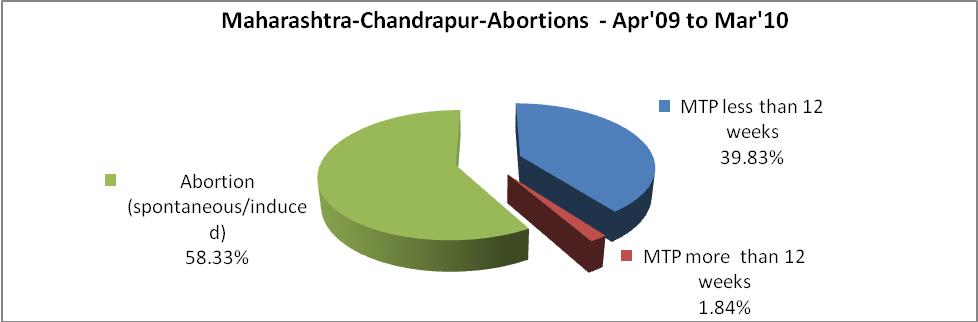 Maharashtra-Chandrapur-Abortions - Apr'09 to Mar'10
MTP less than 12
weeks
39.83%
Abortion
(spontaneous/induce
d)
58.33%
MTP more than 12
weeks
1.84%